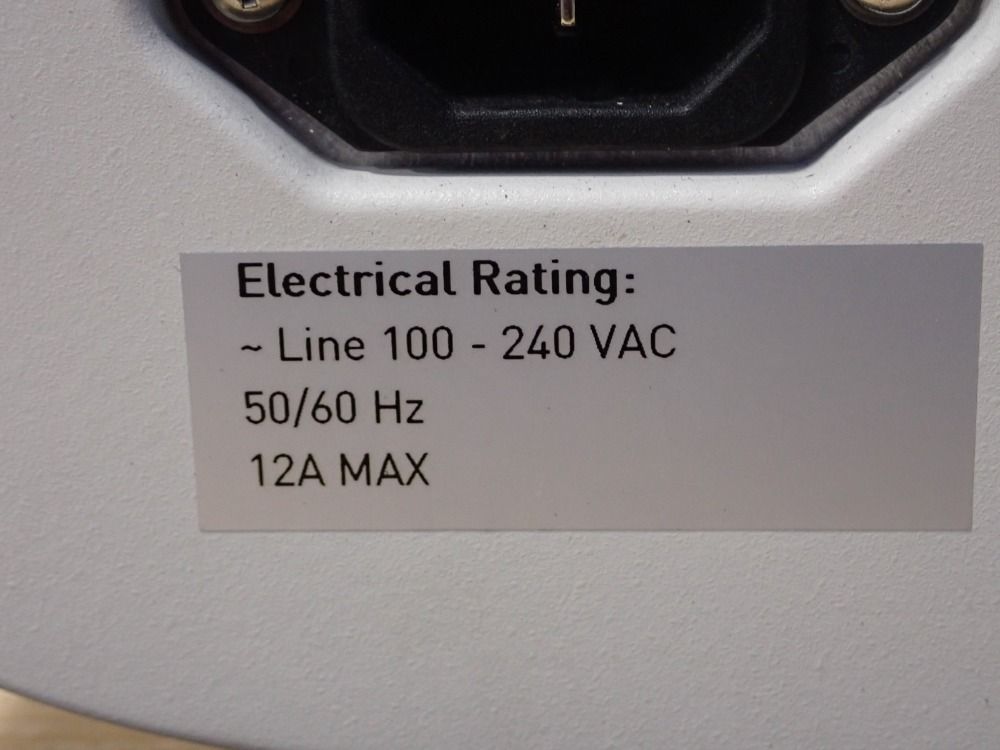 Electrical Rating:
~ Line 100 - 240 VAC
50/60 Hz
12A MAX